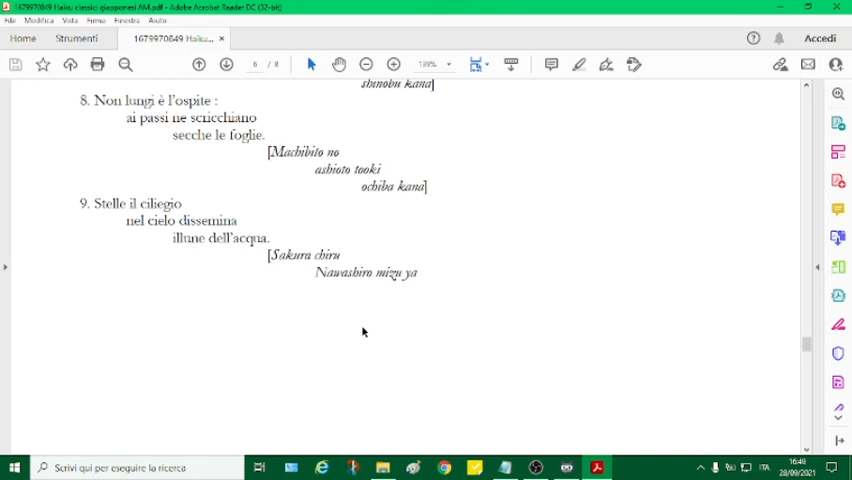 1679970849 Haiku classici giapponesi AM.pdf - Adobe Acrobat Reader DC (32-bit)
File Modifica Vista Firma Finestra Aiuto
Home Strumenti 1679970849 Haiku... × Accedi
6 / 8 139%
shinobu kana]
8. Non lungi è l'ospite :
ai passi ne scricchiano
secche le foglie.
[Machibito no
ashioto tooki
ochiba kana]
9. Stelle il ciliegio
nel cielo dissemina
illune dell'acqua.
[Sakura chiru
Nawashiro mizu ya
Scrivi qui per eseguire la ricerca
ITA
16:49
28/09/2021